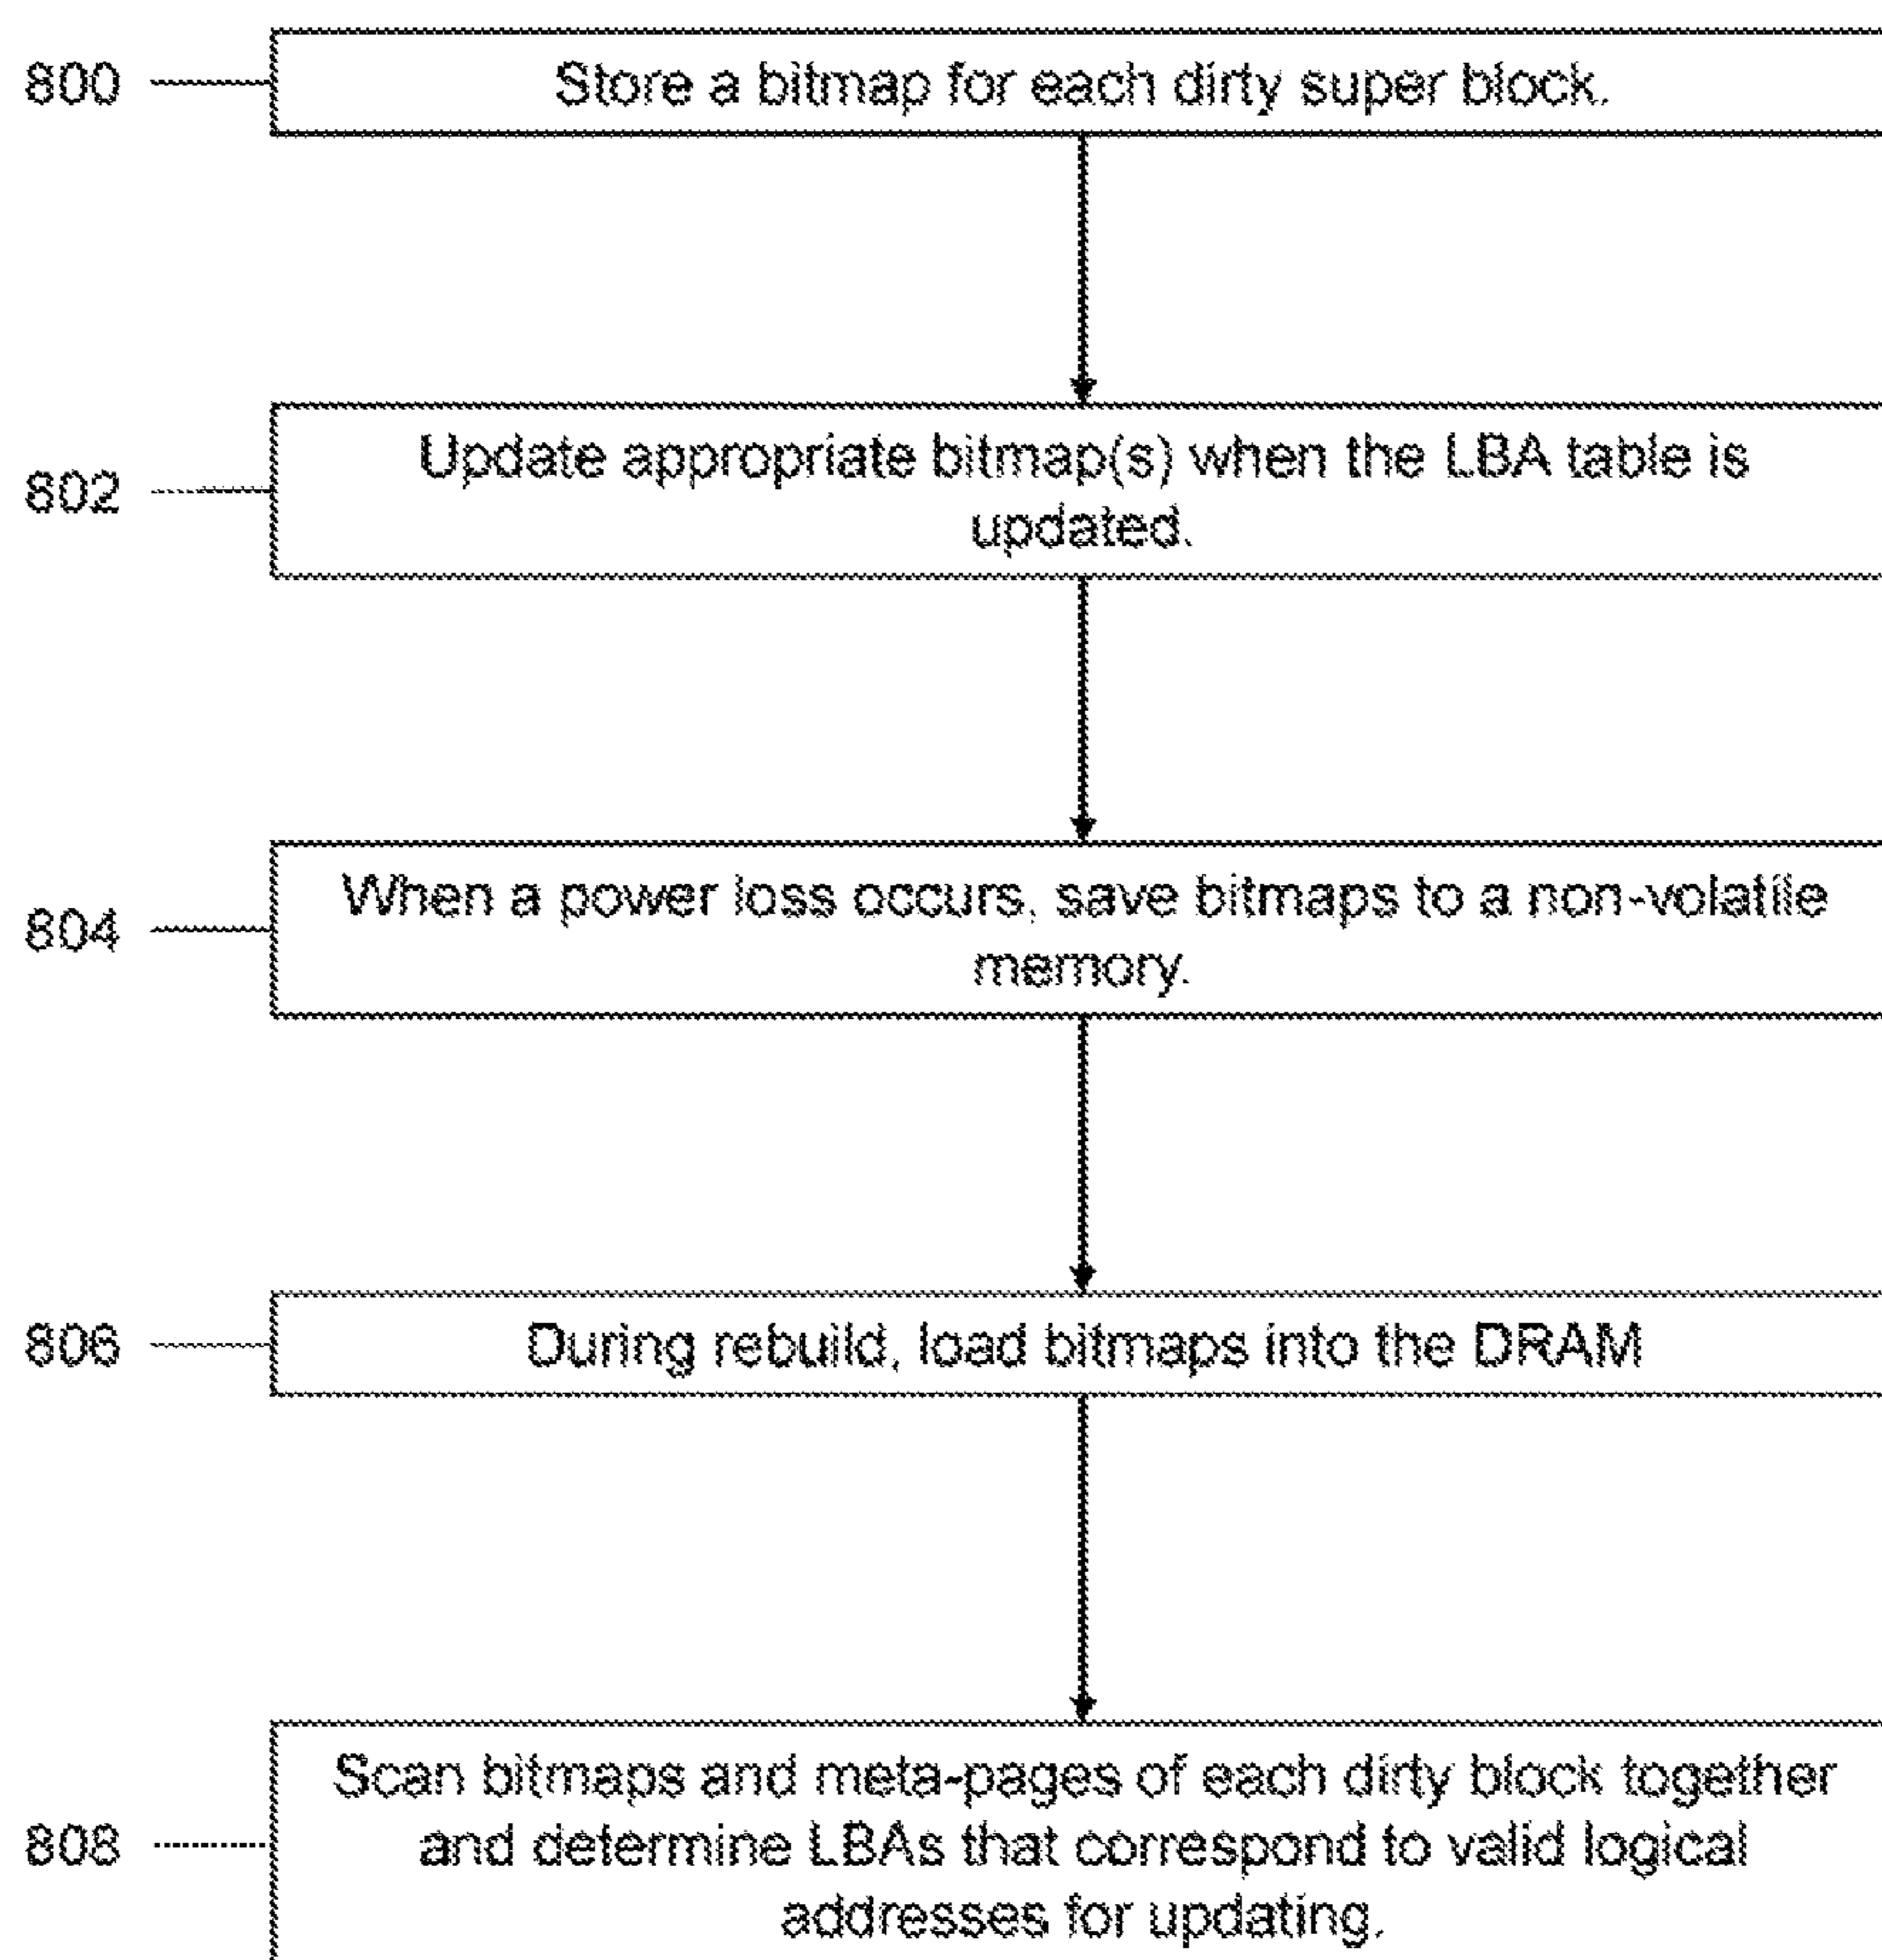 800
Store a bitmap for each dirty super block.
802
Update appropriate bitmap(s) when the LBA table is
updated.
804
When a power loss occurs, save bitmaps to a non-volatile
memory.
806
During rebuild, load bitmaps into the DRAM
808
Scan bitmaps and meta-pages of each dirty block together
and determine LBAs that correspond to valid logical
addresses for updating.